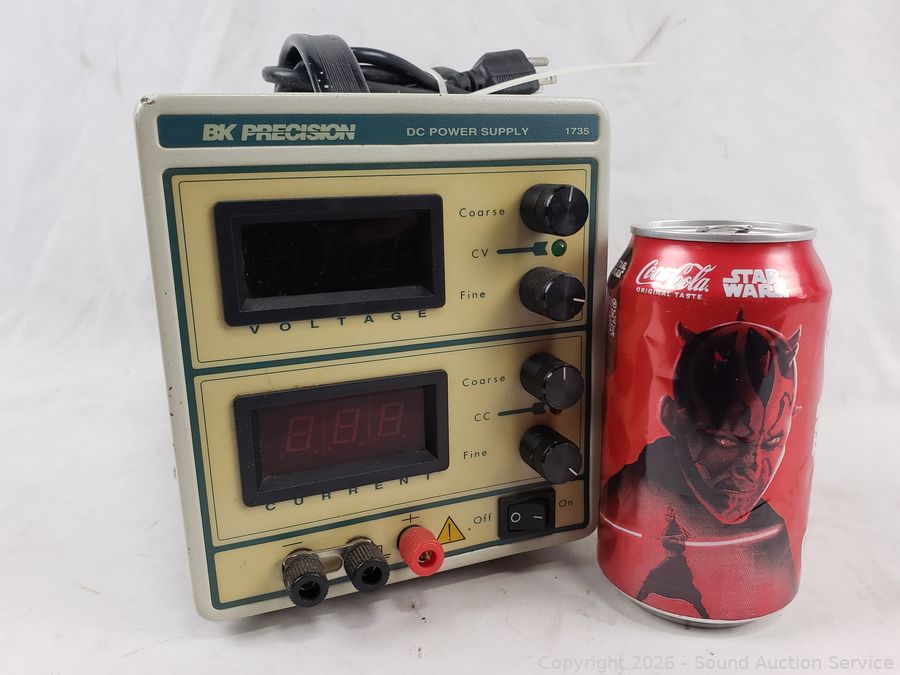 BK PRECISION DC POWER SUPPLY 1735
Coarse
CV
Fine
VOLTAGE
Coarse
CC
Fine
CURRENT
Off
On
Coca-Cola
ORIGINAL TASTE
STAR
WARS
Copyright 2026 - Sound Auction Service